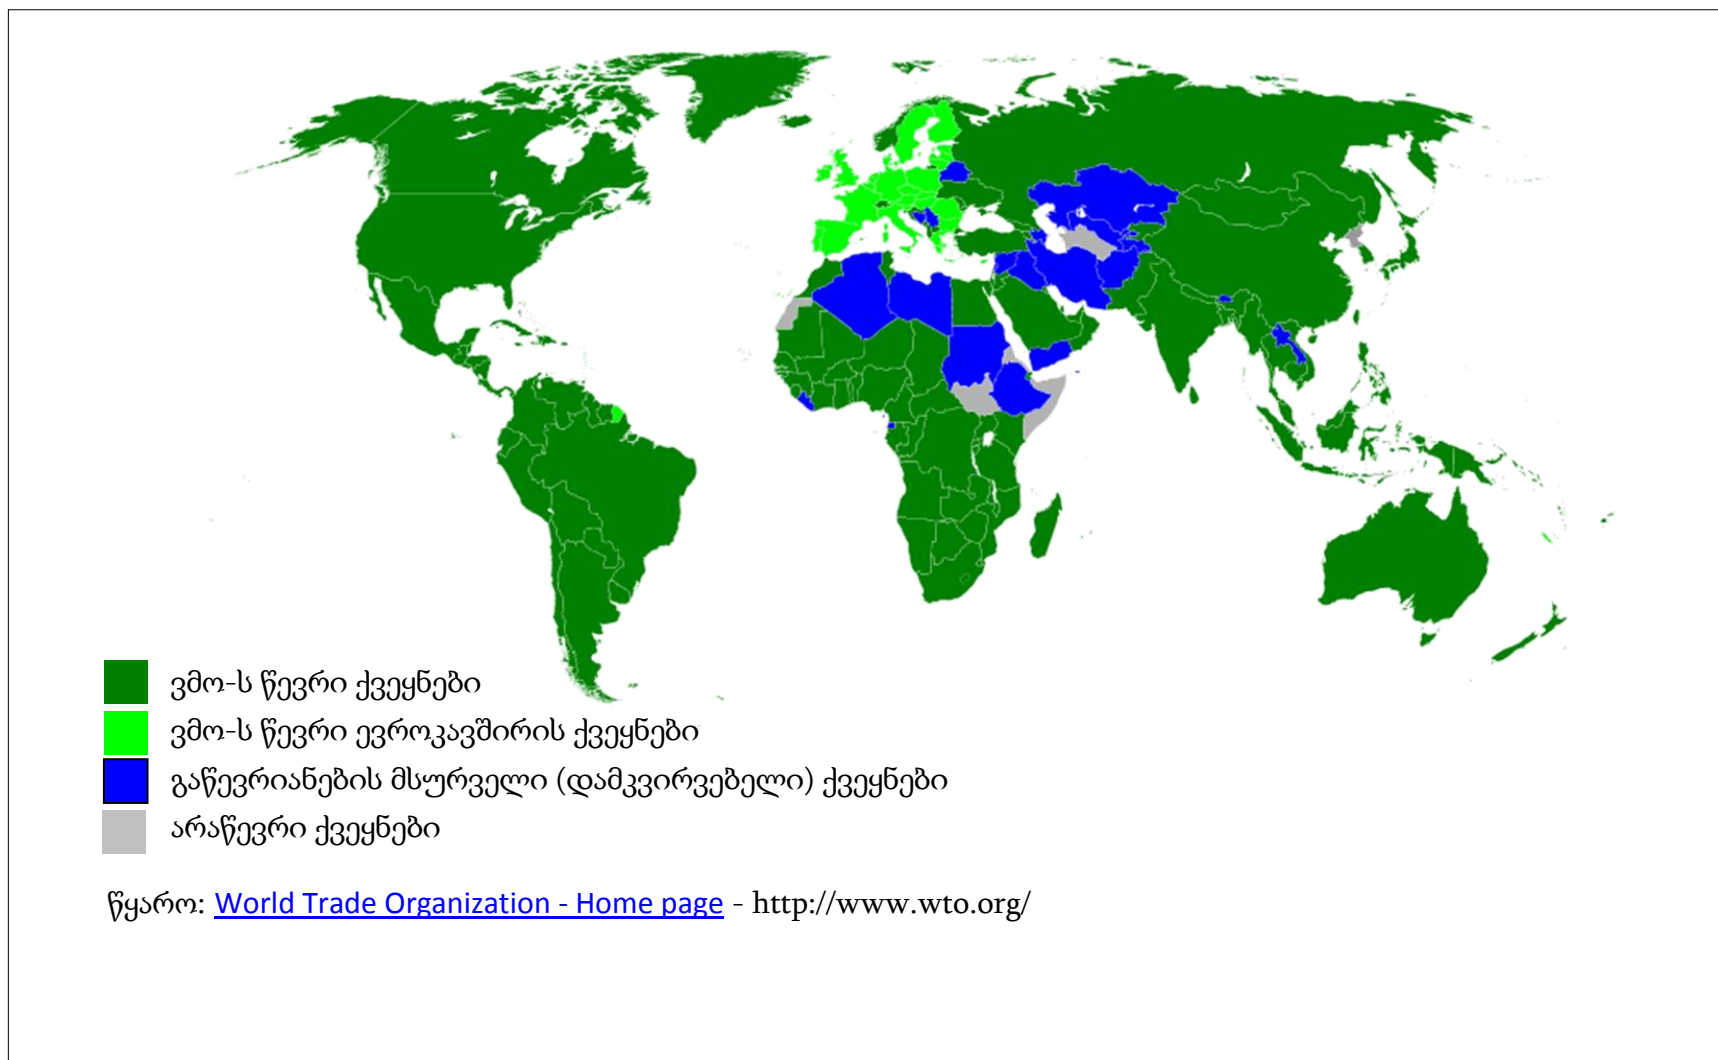 ვმო-ს წევრი ქვეყნები
ვმო-ს წევრი ევროკავშირის ქვეყნები
გაწევრიანების მსურველი (დამკვირვებელი) ქვეყნები
არაწევრი ქვეყნები
წყარო: World Trade Organization - Home page - http://www.wto.org/